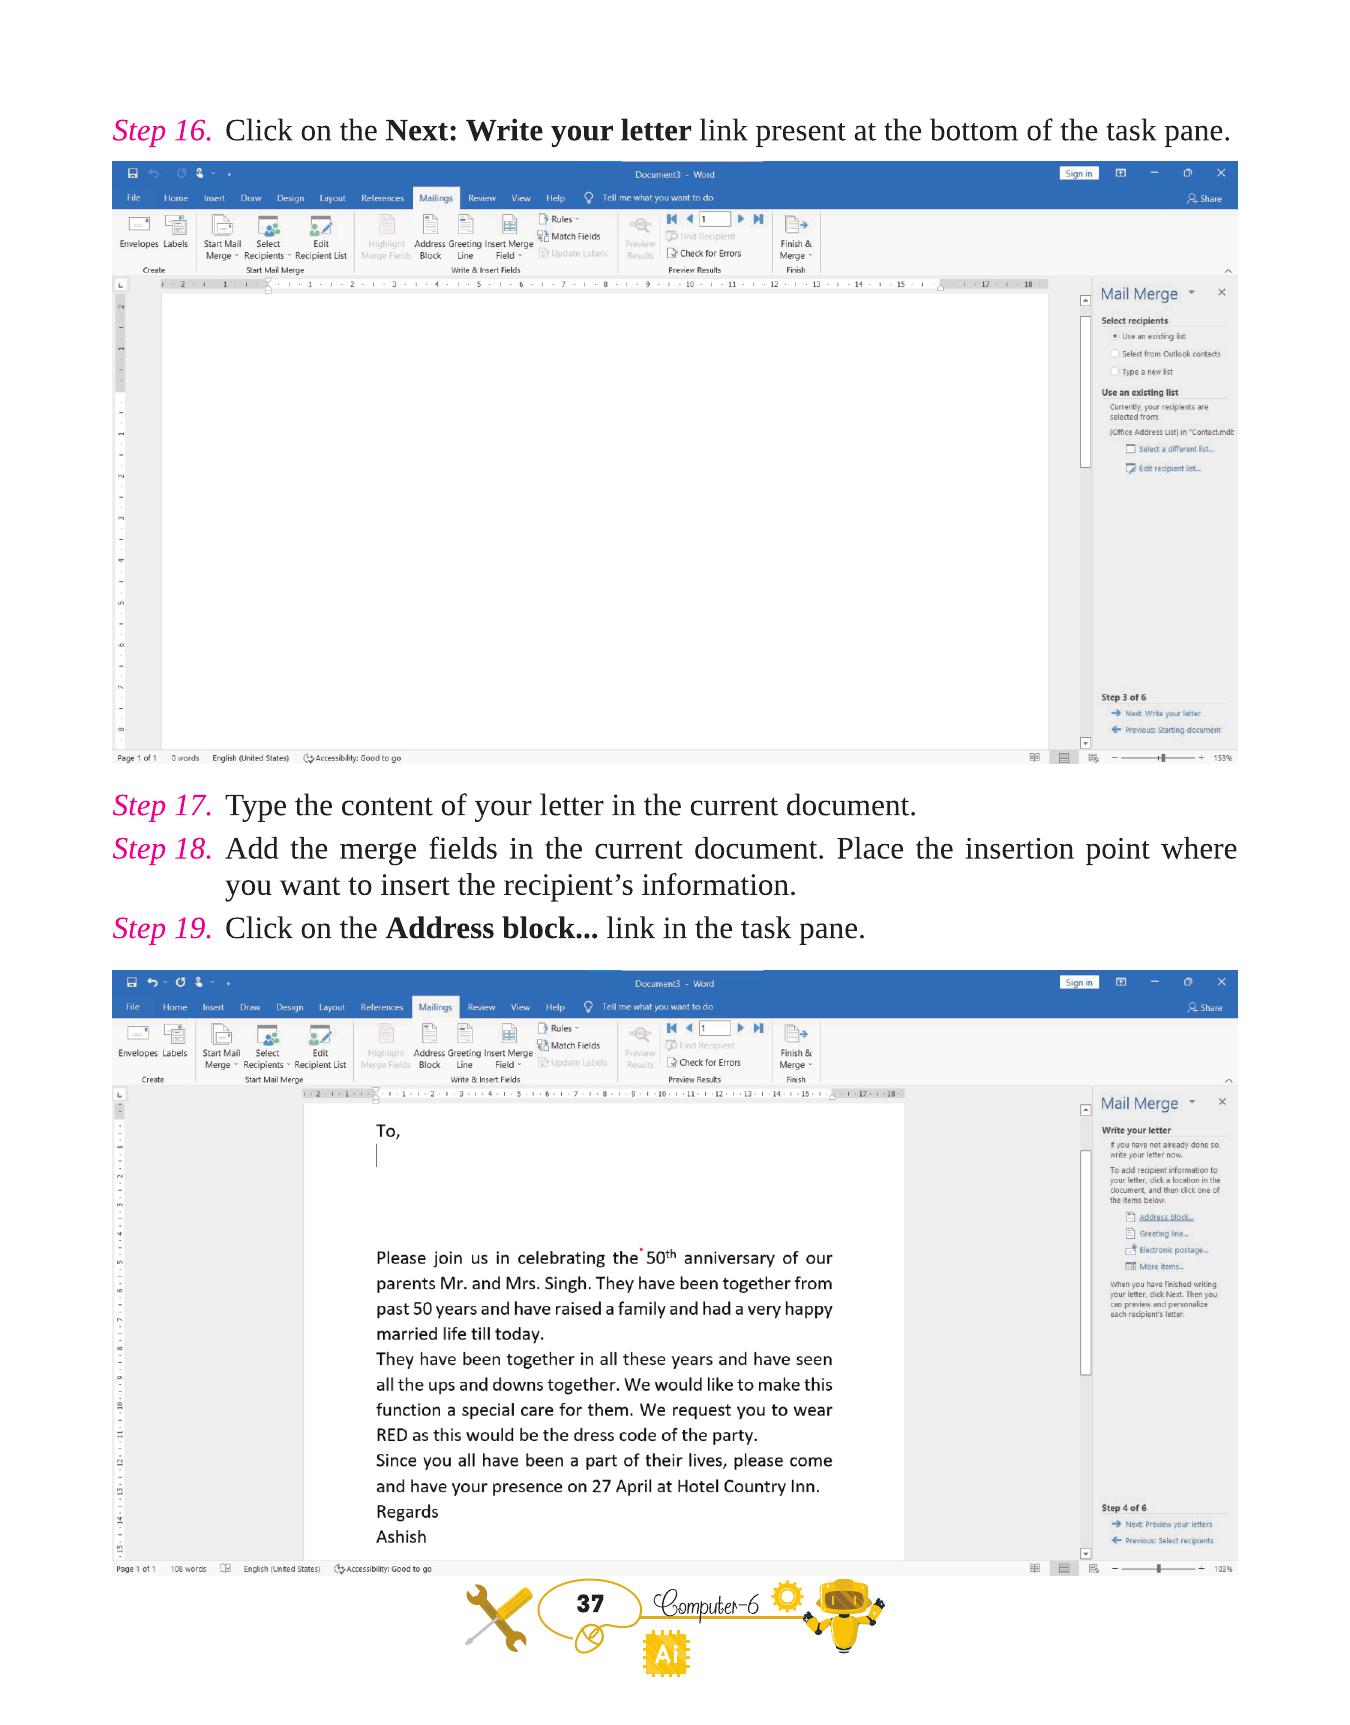 Step 16. Click on the Next: Write your letter link present at the bottom of the task pane.
Document3 - Word
Sign in
File Home Insert Draw Design Layout References Mailings Review View Help Tell me what you want to do
Share
Envelopes Labels
Create
Start Mail Merge
Select Recipients
Edit Recipient List
Start Mail Merge
Highlight Merge Fields
Address Block
Greeting Line
Insert Merge Field
Rules
Match Fields
Update Labels
Write & Insert Fields
Preview Results
1
Find Recipient
Check for Errors
Preview Results
Finish & Merge
Finish
Mail Merge
Select recipients
Use an existing list
Select from Outlook contacts
Type a new list
Use an existing list
Currently, your recipients are
selected from:
[Office Address List] in "Contact.mdb
Select a different list...
Edit recipient list...
Step 3 of 6
Next: Write your letter
Previous: Starting document
Page 1 of 1 0 words English (United States) Accessibility: Good to go
153%
Step 17. Type the content of your letter in the current document.
Step 18. Add the merge fields in the current document. Place the insertion point where
you want to insert the recipient’s information.
Step 19. Click on the Address block... link in the task pane.
Document3 - Word
Sign in
File Home Insert Draw Design Layout References Mailings Review View Help Tell me what you want to do
Share
Envelopes Labels
Create
Start Mail Merge
Select Recipients
Edit Recipient List
Start Mail Merge
Highlight Merge Fields
Address Block
Greeting Line
Insert Merge Field
Rules
Match Fields
Update Labels
Write & Insert Fields
Preview Results
1
Find Recipient
Check for Errors
Preview Results
Finish & Merge
Finish
To,
Please join us in celebrating the 50th anniversary of our
parents Mr. and Mrs. Singh. They have been together from
past 50 years and have raised a family and had a very happy
married life till today.
They have been together in all these years and have seen
all the ups and downs together. We would like to make this
function a special care for them. We request you to wear
RED as this would be the dress code of the party.
Since you all have been a part of their lives, please come
and have your presence on 27 April at Hotel Country Inn.
Regards
Ashish
Mail Merge
Write your letter
If you have not already done so,
write your letter now.
To add recipient information to
your letter, click a location in the
document, and then click one of
the items below.
Address block...
Greeting line...
Electronic postage...
More items...
When you have finished writing
your letter, click Next. Then you
can preview and personalize
each recipient's letter.
Step 4 of 6
Next: Preview your letters
Previous: Select recipients
Page 1 of 1 108 words English (United States) Accessibility: Good to go
103%
37
Computer-6
Ai